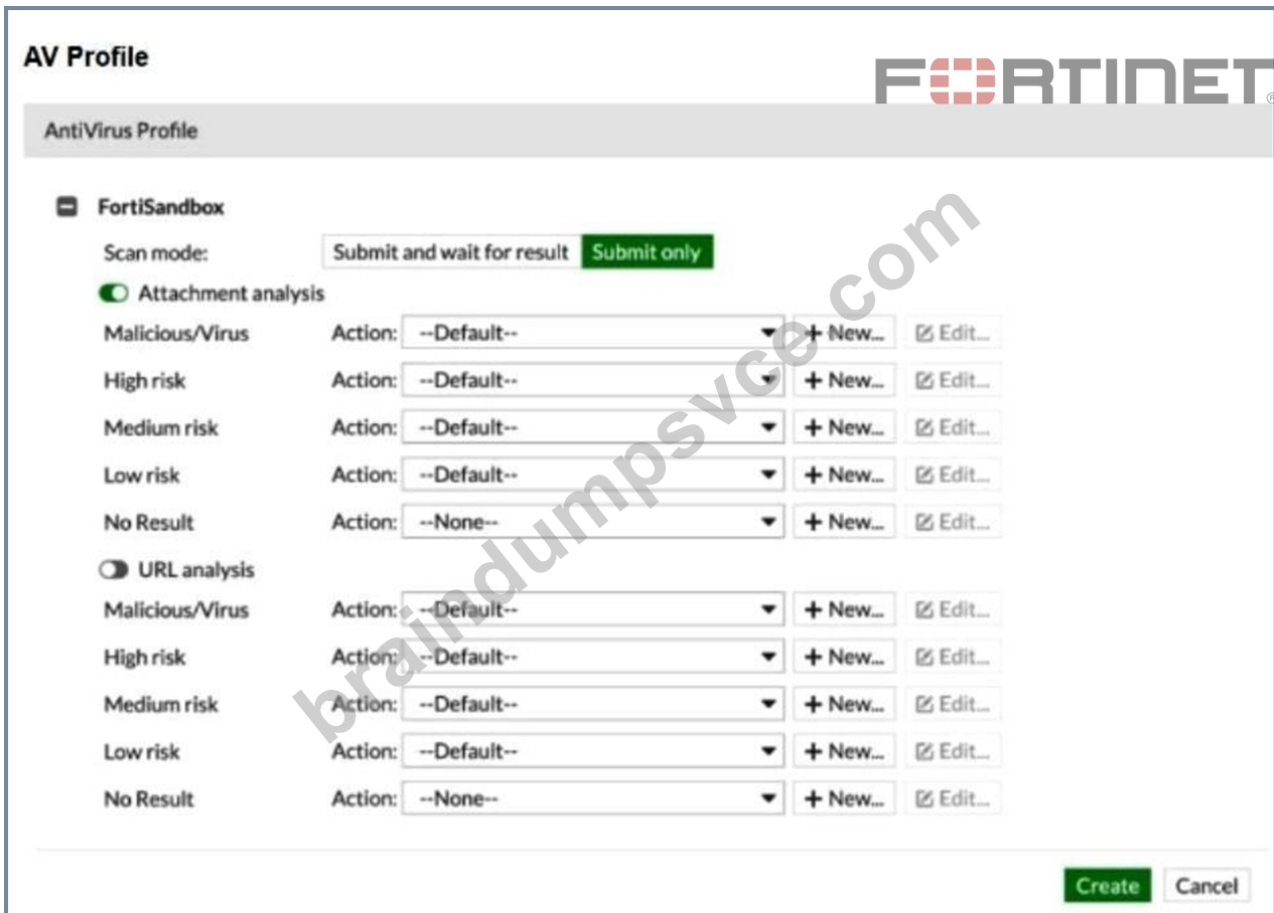 AV Profile
FORTINET®
AntiVirus Profile
FortiSandbox
Scan mode: Submit and wait for result Submit only
Attachment analysis
Malicious/Virus Action: --Default-- + New... Edit...
High risk Action: --Default-- + New... Edit...
Medium risk Action: --Default-- + New... Edit...
Low risk Action: --Default-- + New... Edit...
No Result Action: --None-- + New... Edit...
URL analysis
Malicious/Virus Action: --Default-- + New... Edit...
High risk Action: --Default-- + New... Edit...
Medium risk Action: --Default-- + New... Edit...
Low risk Action: --Default-- + New... Edit...
No Result Action: --None-- + New... Edit...
Create Cancel
braindumpsvce com